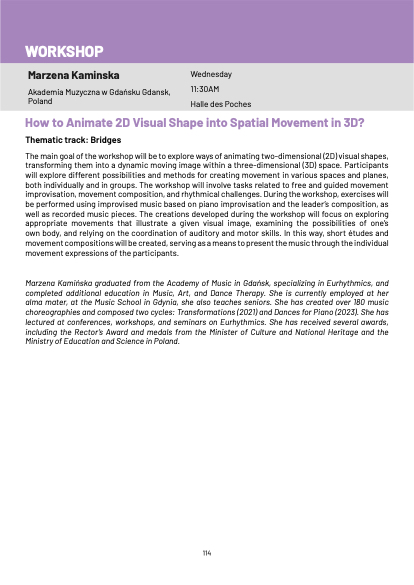 WORKSHOP
Marzena Kaminska
Akademia Muzyczna w Gdańsku Gdansk,
Poland
Wednesday
11:30AM
Halle des Poches
How to Animate 2D Visual Shape into Spatial Movement in 3D?
Thematic track: Bridges
The main goal of the workshop will be to explore ways of animating two-dimensional (2D) visual shapes,
transforming them into a dynamic moving image within a three-dimensional (3D) space. Participants
will explore different possibilities and methods for creating movement in various spaces and planes,
both individually and in groups. The workshop will involve tasks related to free and guided movement
improvisation, movement composition, and rhythmical challenges. During the workshop, exercises will
be performed using improvised music based on piano improvisation and the leader's composition, as
well as recorded music pieces. The creations developed during the workshop will focus on exploring
appropriate movements that illustrate a given visual image, examining the possibilities of one's
own body, and relying on the coordination of auditory and motor skills. In this way, short études and
movement compositions will be created, serving as a means to present the music through the individual
movement expressions of the participants.
Marzena Kamińska graduated from the Academy of Music in Gdańsk, specializing in Eurhythmics, and
completed additional education in Music, Art, and Dance Therapy. She is currently employed at her
alma mater, at the Music School in Gdynia, she also teaches seniors. She has created over 180 music
choreographies and composed two cycles: Transformations (2021) and Dances for Piano (2023). She has
lectured at conferences, workshops, and seminars on Eurhythmics. She has received several awards,
including the Rector's Award and medals from the Minister of Culture and National Heritage and the
Ministry of Education and Science in Poland.
114